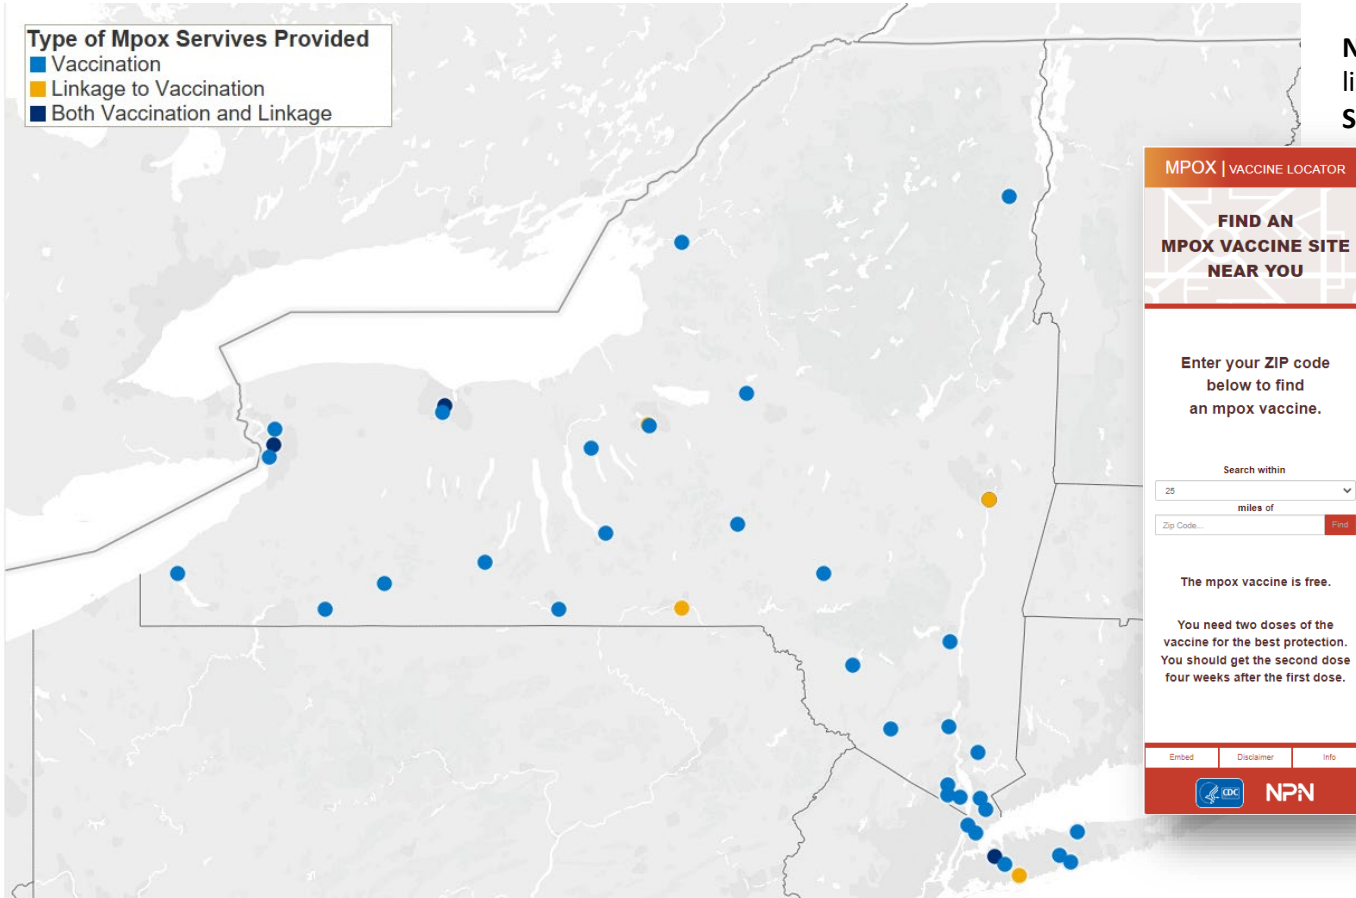 Type of Mpox Servives Provided
Vaccination
Linkage to Vaccination
Both Vaccination and Linkage
N
li
S
MPOX | VACCINE LOCATOR
FIND AN
MPOX VACCINE SITE
NEAR YOU
Enter your ZIP code
below to find
an mpox vaccine.
Search within
25
miles of
Zip Code...
Find
The mpox vaccine is free.
You need two doses of the
vaccine for the best protection.
You should get the second dose
four weeks after the first dose.
Embed
Disclaimer
Info
CDC
NPN